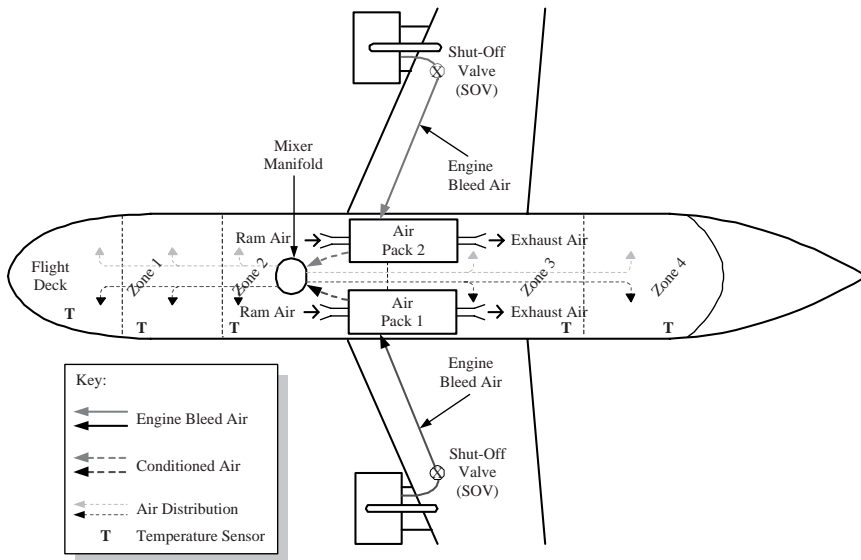 Shut-Off
Valve
(SOV)
Mixer
Manifold
Engine
Bleed Air
Ram Air
Air
Pack 2
Exhaust Air
Flight
Deck
Zone 1
Zone 2
Zone 3
Zone 4
Ram Air
Air
Pack 1
Exhaust Air
T
T
T
T
T
Engine
Bleed Air
Shut-Off
Valve
(SOV)
Key:
Engine Bleed Air
Conditioned Air
Air Distribution
T Temperature Sensor